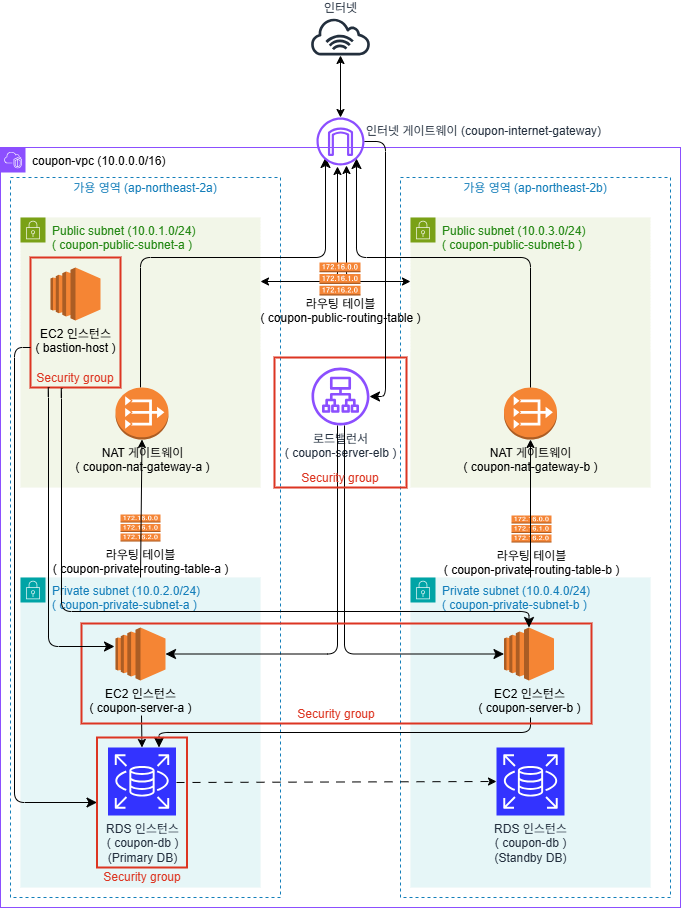 인터넷
인터넷 게이트웨이 (coupon-internet-gateway)
coupon-vpc (10.0.0.0/16)
가용 영역 (ap-northeast-2a)
가용 영역 (ap-northeast-2b)
Public subnet (10.0.1.0/24)
( coupon-public-subnet-a )
Public subnet (10.0.3.0/24)
( coupon-public-subnet-b )
172.16.0.0
172.16.1.0
172.16.2.0
라우팅 테이블
( coupon-public-routing-table )
EC2 인스턴스
( bastion-host )
Security group
NAT 게이트웨이
( coupon-nat-gateway-a )
로드밸런서
( coupon-server-elb )
Security group
NAT 게이트웨이
( coupon-nat-gateway-b )
172.16.0.0
172.16.1.0
172.16.2.0
라우팅 테이블
( coupon-private-routing-table-a )
172.16.0.0
172.16.1.0
172.16.2.0
라우팅 테이블
( coupon-private-routing-table-b )
Private subnet (10.0.2.0/24)
( coupon-private-subnet-a )
Private subnet (10.0.4.0/24)
( coupon-private-subnet-b )
EC2 인스턴스
( coupon-server-a )
EC2 인스턴스
( coupon-server-b )
Security group
RDS 인스턴스
( coupon-db )
(Primary DB)
Security group
RDS 인스턴스
( coupon-db )
(Standby DB)